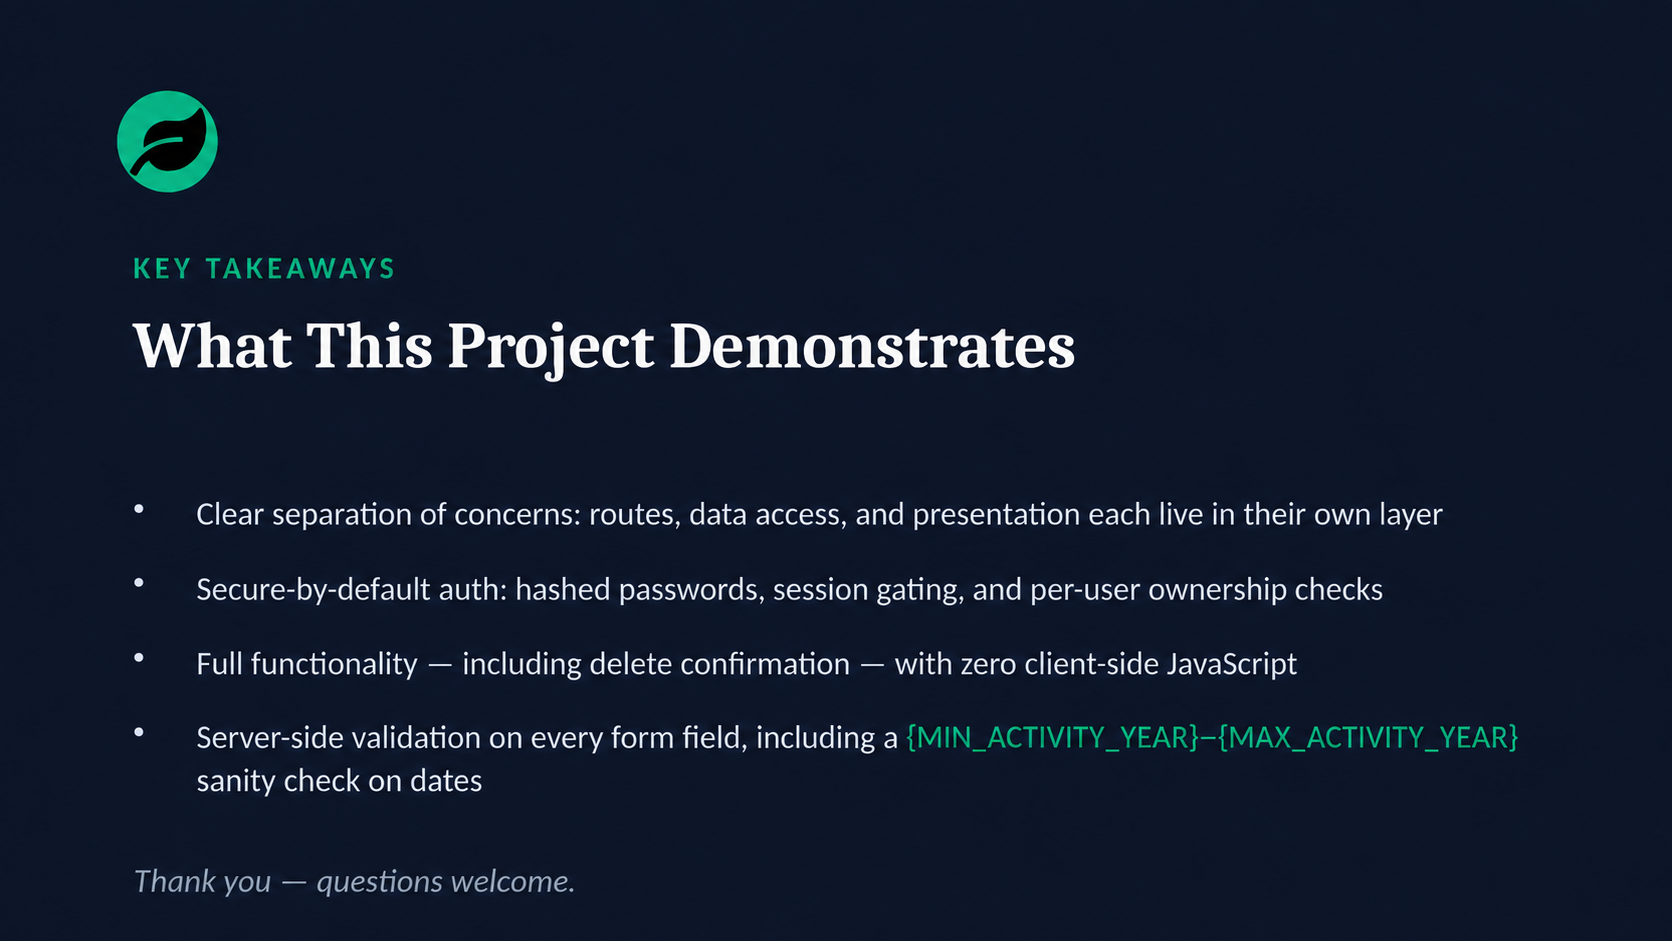 KEY TAKEAWAYS
What This Project Demonstrates
• Clear separation of concerns: routes, data access, and presentation each live in their own layer
• Secure-by-default auth: hashed passwords, session gating, and per-user ownership checks
• Full functionality — including delete confirmation — with zero client-side JavaScript
• Server-side validation on every form field, including a {MIN_ACTIVITY_YEAR}–{MAX_ACTIVITY_YEAR}
sanity check on dates
Thank you — questions welcome.